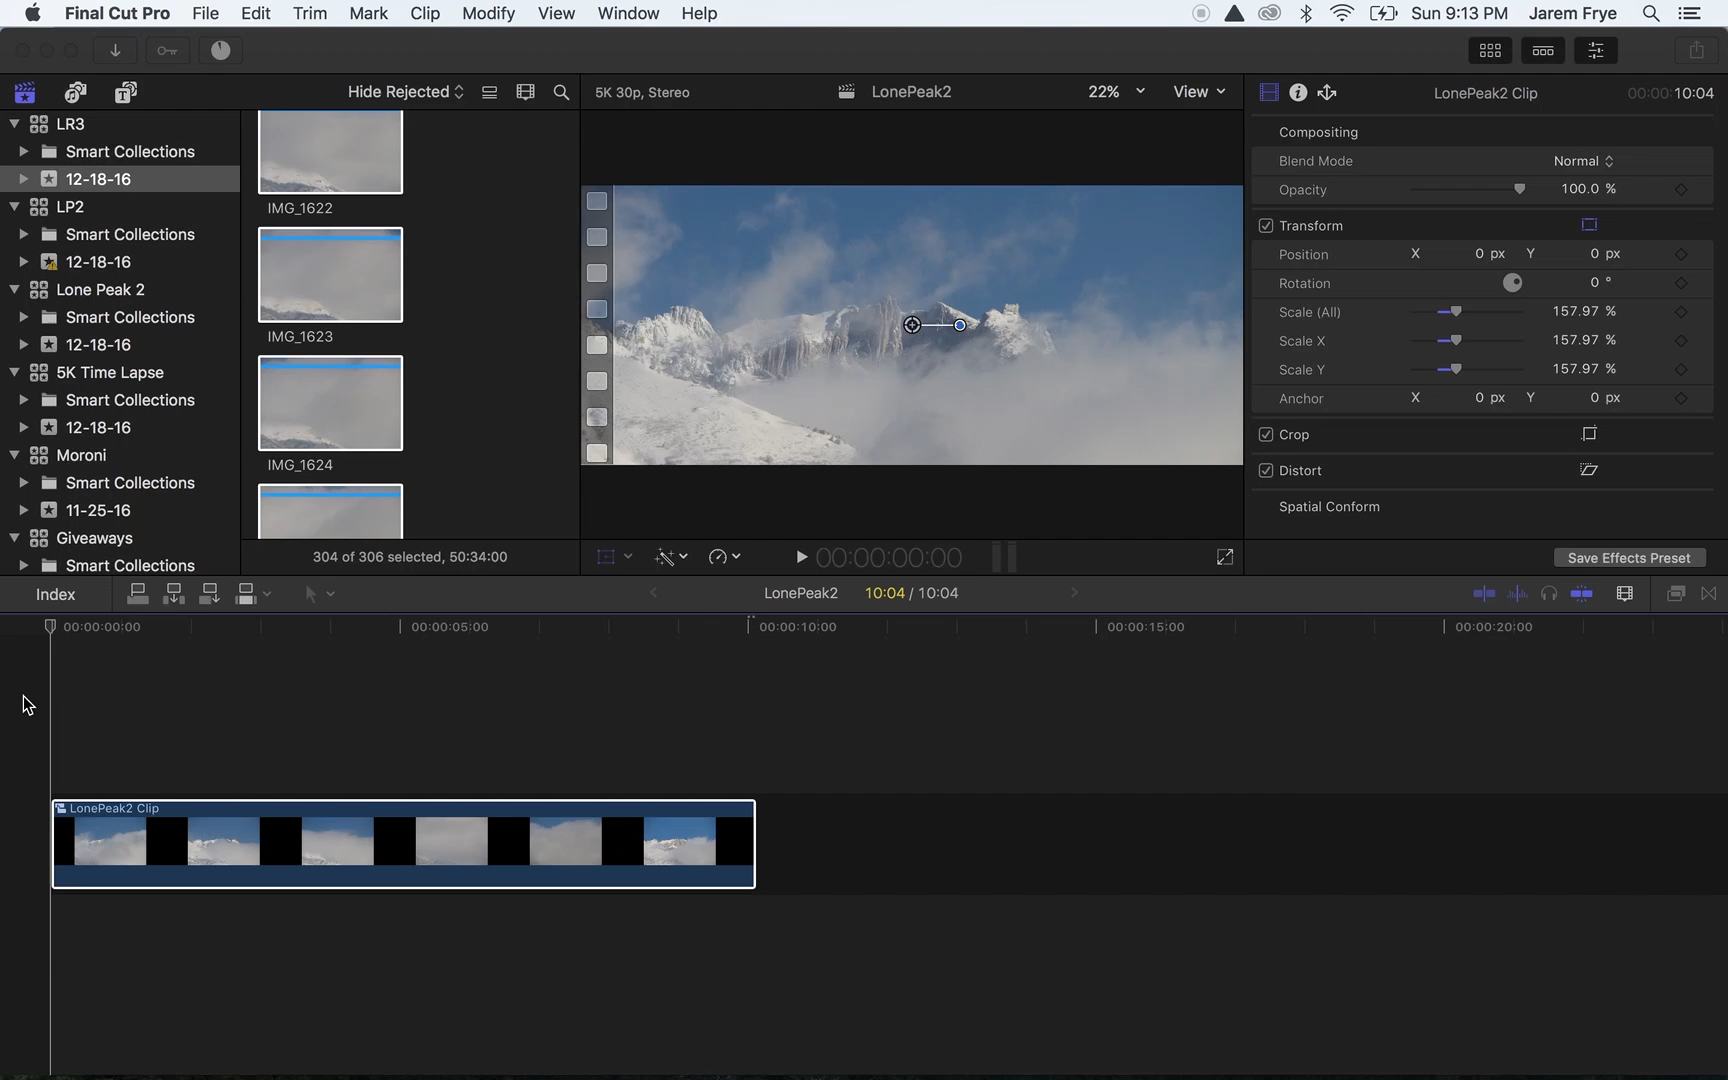 Final Cut Pro File Edit Trim Mark Clip Modify View Window Help Sun 9:13 PM Jarem Frye
Hide Rejected 5K 30p, Stereo LonePeak2 22% View LonePeak2 Clip 00:00:10:04
LR3
Smart Collections
12-18-16
LP2
Smart Collections
12-18-16
Lone Peak 2
Smart Collections
12-18-16
5K Time Lapse
Smart Collections
12-18-16
Moroni
Smart Collections
11-25-16
Giveaways
Smart Collections
IMG_1622
IMG_1623
IMG_1624
304 of 306 selected, 50:34:00
00:00:00:00
Compositing
Blend Mode Normal
Opacity 100.0 %
Transform
Position X 0 px Y 0 px
Rotation 0 °
Scale (All) 157.97 %
Scale X 157.97 %
Scale Y 157.97 %
Anchor X 0 px Y 0 px
Crop
Distort
Spatial Conform
Save Effects Preset
Index LonePeak2 10:04 / 10:04
00:00:00:00 00:00:05:00 00:00:10:00 00:00:15:00 00:00:20:00
LonePeak2 Clip